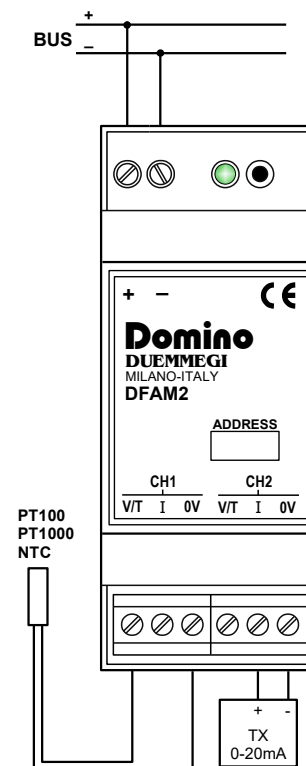 +
BUS –
+ – CE
Domino
DUEMMEGI
MILANO-ITALY
DFAM2
ADDRESS
CH1 CH2
V/T I 0V V/T I 0V
PT100
PT1000
NTC
+ -
TX
0-20mA